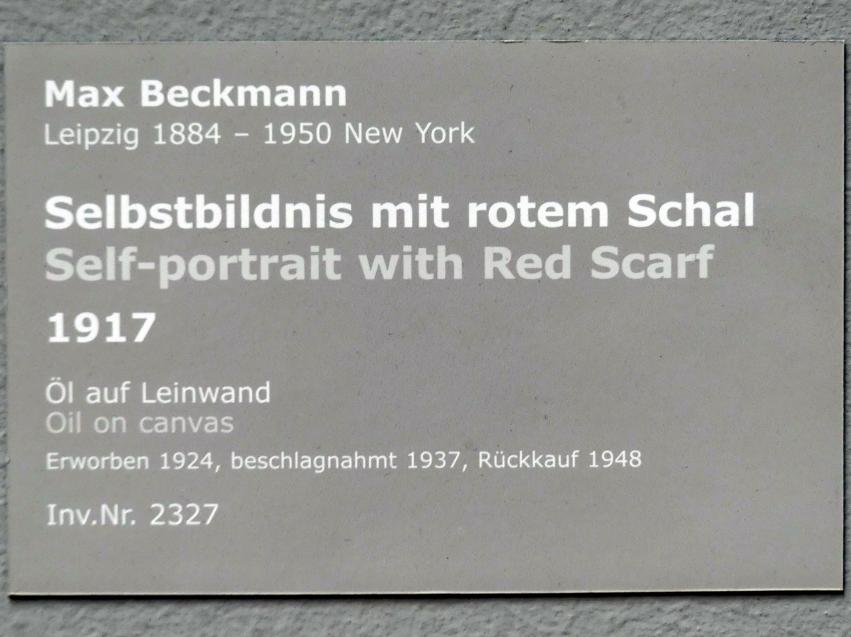 Max Beckmann
Leipzig 1884 – 1950 New York
Selbstbildnis mit rotem Schal
Self-portrait with Red Scarf
1917
Öl auf Leinwand
Oil on canvas
Erworben 1924, beschlagnahmt 1937, Rückkauf 1948
Inv.Nr. 2327